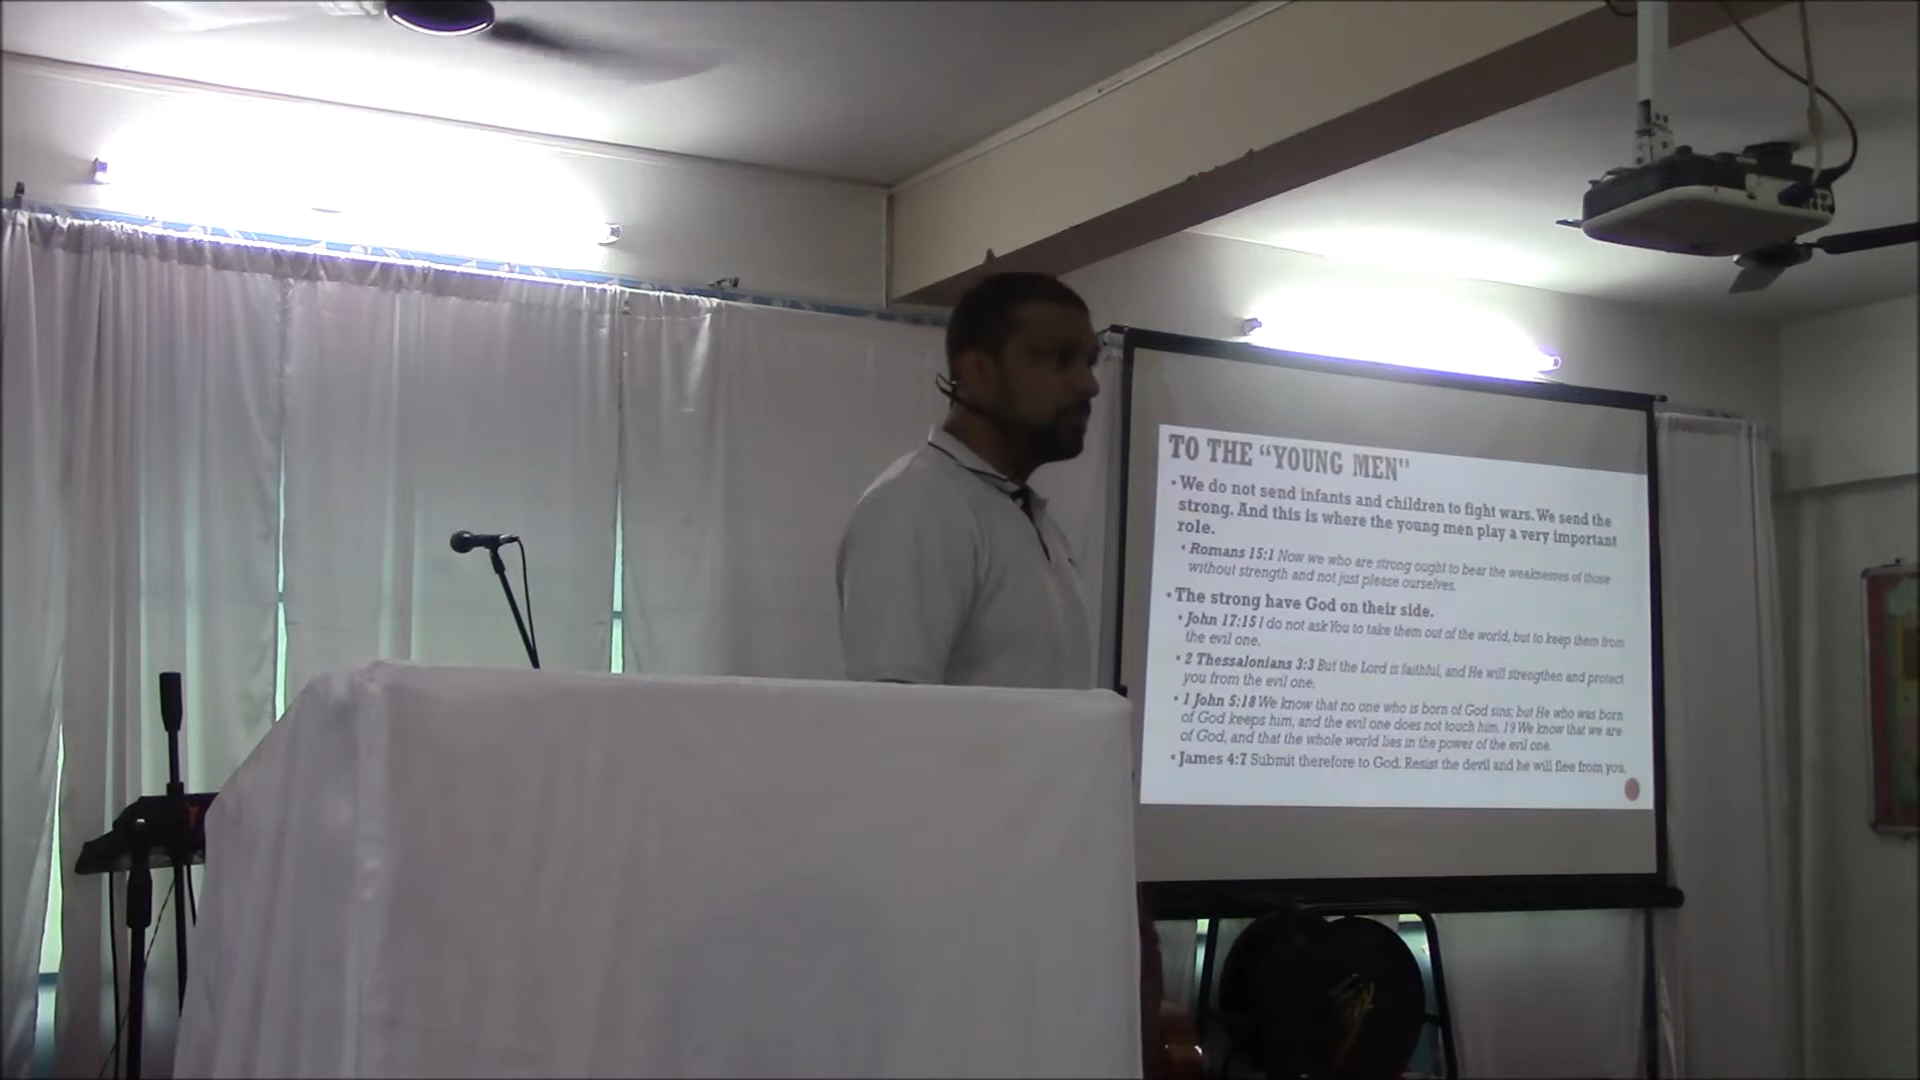 TO THE “YOUNG MEN"
• We do not send infants and children to fight wars. We send the
strong. And this is where the young men play a very important
role.
• Romans 15:1 Now we who are strong ought to bear the weaknesses of those
without strength and not just please ourselves.
• The strong have God on their side.
• John 17:15 I do not ask You to take them out of the world, but to keep them from
the evil one.
• 2 Thessalonians 3:3 But the Lord is faithful, and He will strengthen and protect
you from the evil one.
• 1 John 5:18 We know that no one who is born of God sins; but He who was born
of God keeps him, and the evil one does not touch him. 19 We know that we are
of God, and that the whole world lies in the power of the evil one.
• James 4:7 Submit therefore to God. Resist the devil and he will flee from you.